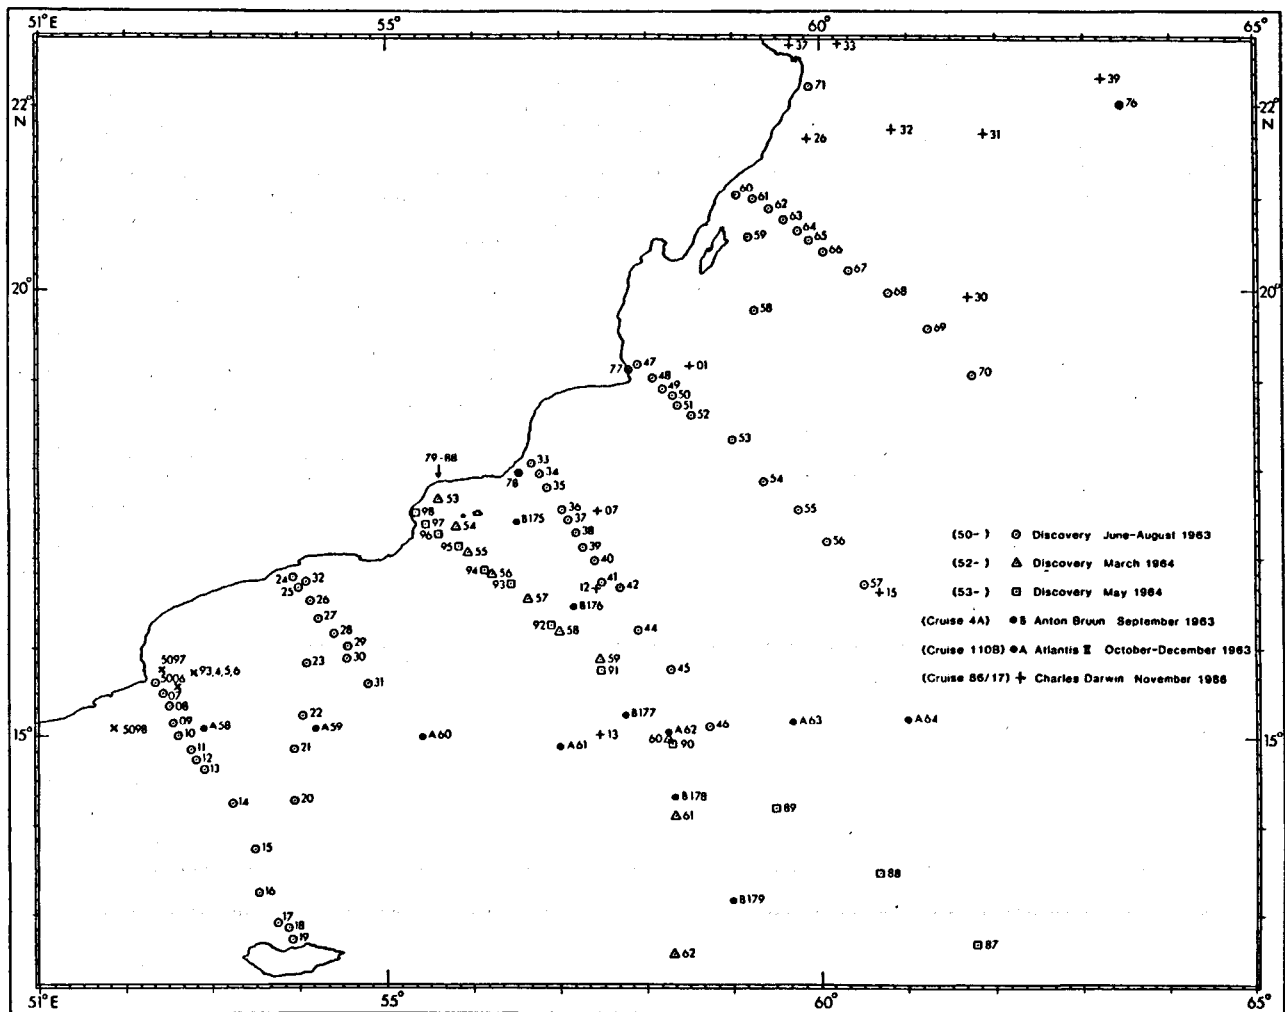 51°E 55° 60 65°
37 33
39
71
22° 76 22°
N N
32 31
26
60
61
62
63
64
59 65
66
67
20° 68 30 20°
58
69
47 01
77 48 70
49
50
51
52
53
79-88 33
34 54
78 35
53
98 36 07 55
97 54 B175 37
96 38 (50- ) Discovery June-August 1963
95 55 39 56
40 (52- ) Discovery March 1964
24 32 94 56 41 57
25 93 12 42 15 (53- ) Discovery May 1964
26 57 B176
27 (Cruise 4A) B Anton Bruun September 1963
28 92 58 44
29 (Cruise 110B) A Atlantis II October-December 1963
5097 23 30 59
93,4,5,6 91 45 (Cruise 86/17) Charles Darwin November 1986
5006 31
07
08 22 B177
09 A58 A59 A62 46 A63 A64
5098
15° 10 A60 13 60 15°
11 21 A61 90
12
13
14 20 B178
61 89
15
88
16 B179
17
18
19 87
62
51°E 55° 60° 65°